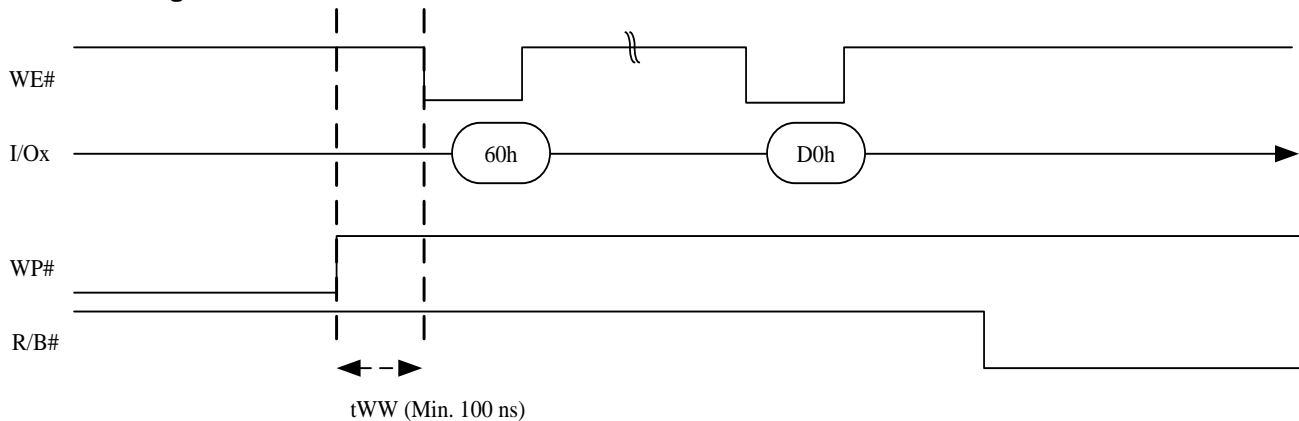 WE#
I/Ox
60h
D0h
WP#
R/B#
tWW (Min. 100 ns)